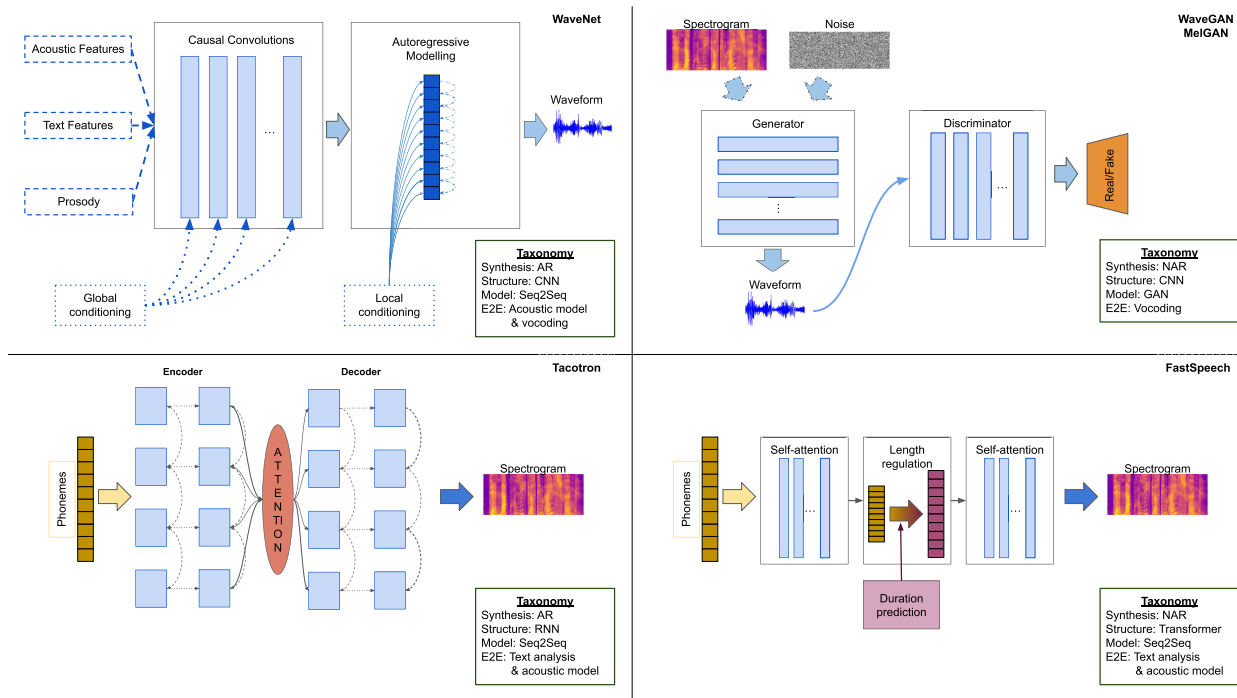 WaveNet
Acoustic Features
Text Features
Prosody
Causal Convolutions
...
Autoregressive
Modelling
Waveform
Global
conditioning
Local
conditioning
Taxonomy
Synthesis: AR
Structure: CNN
Model: Seq2Seq
E2E: Acoustic model
& vocoding
WaveGAN
MelGAN
Spectrogram
Noise
Generator
...
Waveform
Discriminator
...
Real/Fake
Taxonomy
Synthesis: NAR
Structure: CNN
Model: GAN
E2E: Vocoding
Tacotron
Encoder
Decoder
Phonemes
ATTENTION
Spectrogram
Taxonomy
Synthesis: AR
Structure: RNN
Model: Seq2Seq
E2E: Text analysis
& acoustic model
FastSpeech
Phonemes
Self-attention
...
Length
regulation
Self-attention
...
Duration
prediction
Spectrogram
Taxonomy
Synthesis: NAR
Structure: Transformer
Model: Seq2Seq
E2E: Text analysis
& acoustic model